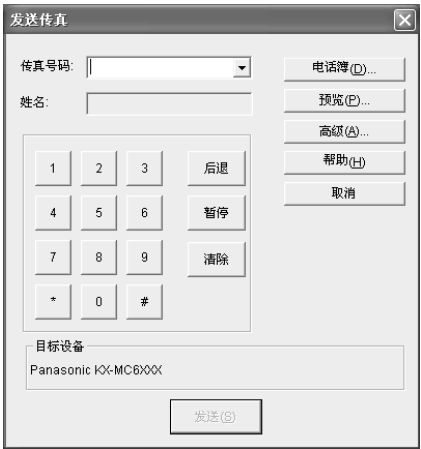 发送传真
传真号码:
电话簿(D)...
姓名:
预览(P)...
高级(A)...
帮助(H)
取消
1 2 3 后退
4 5 6 暂停
7 8 9 清除
* 0 #
目标设备
Panasonic KX-MC6XXX
发送(S)